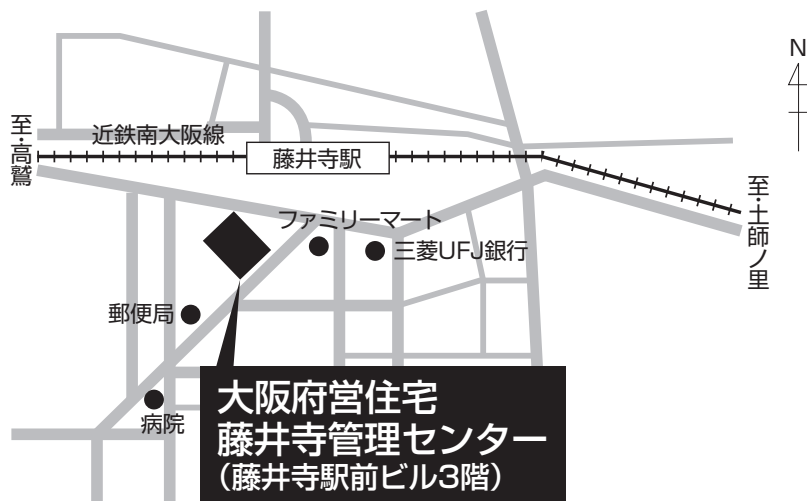 N
至・高鷲
近鉄南大阪線
藤井寺駅
至・土師ノ里
ファミリーマート
三菱UFJ銀行
郵便局
病院
大阪府営住宅
藤井寺管理センター
（藤井寺駅前ビル3階）